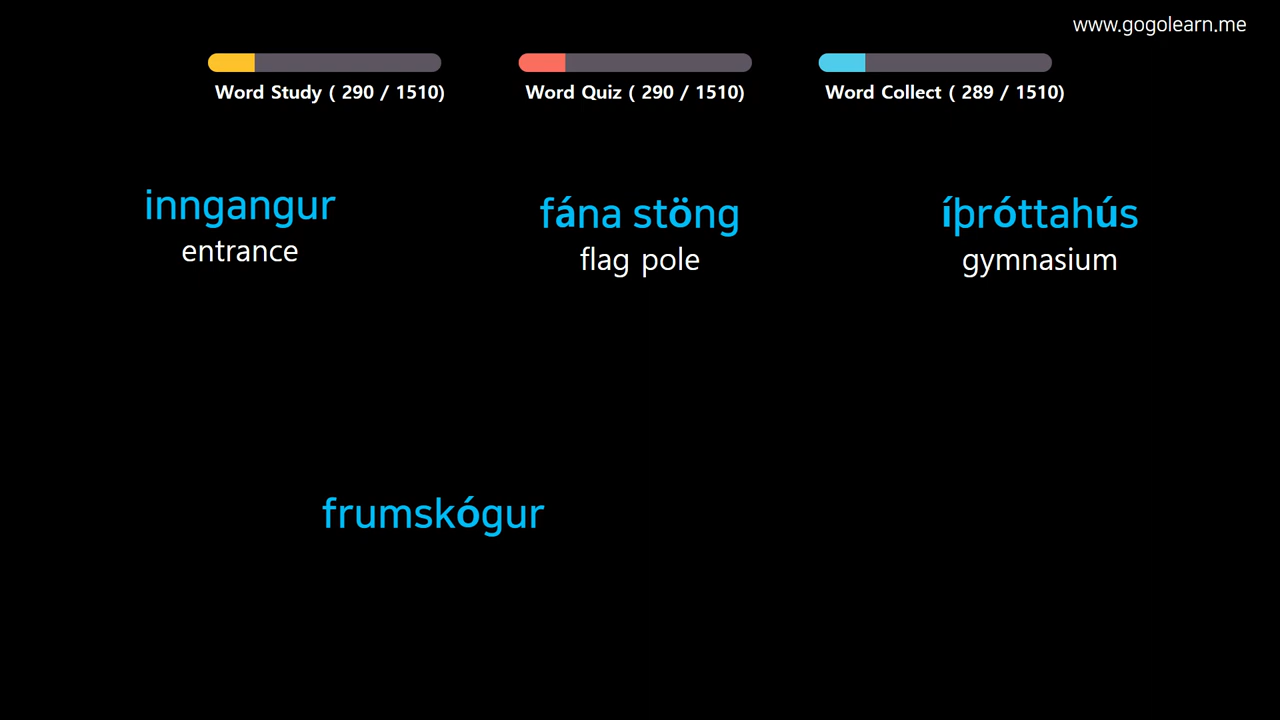 www.gogolearn.me
Word Study ( 290 / 1510)
Word Quiz ( 290 / 1510)
Word Collect ( 289 / 1510)
inngangur
entrance
fána stöng
flag pole
íþróttahús
gymnasium
frumskógur